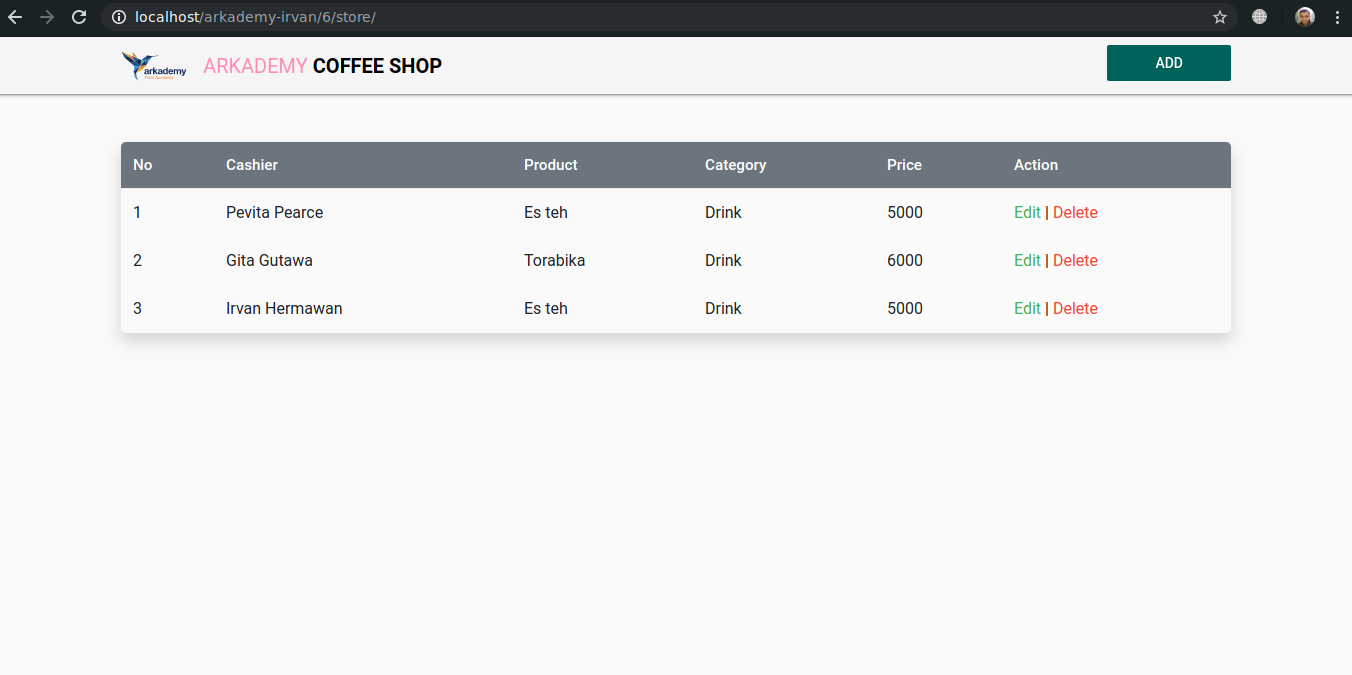 localhost/arkademy-irvan/6/store/
arkademy
Tech Academy
ARKADEMY COFFEE SHOP
ADD
No Cashier Product Category Price Action
1 Pevita Pearce Es teh Drink 5000 Edit | Delete
2 Gita Gutawa Torabika Drink 6000 Edit | Delete
3 Irvan Hermawan Es teh Drink 5000 Edit | Delete